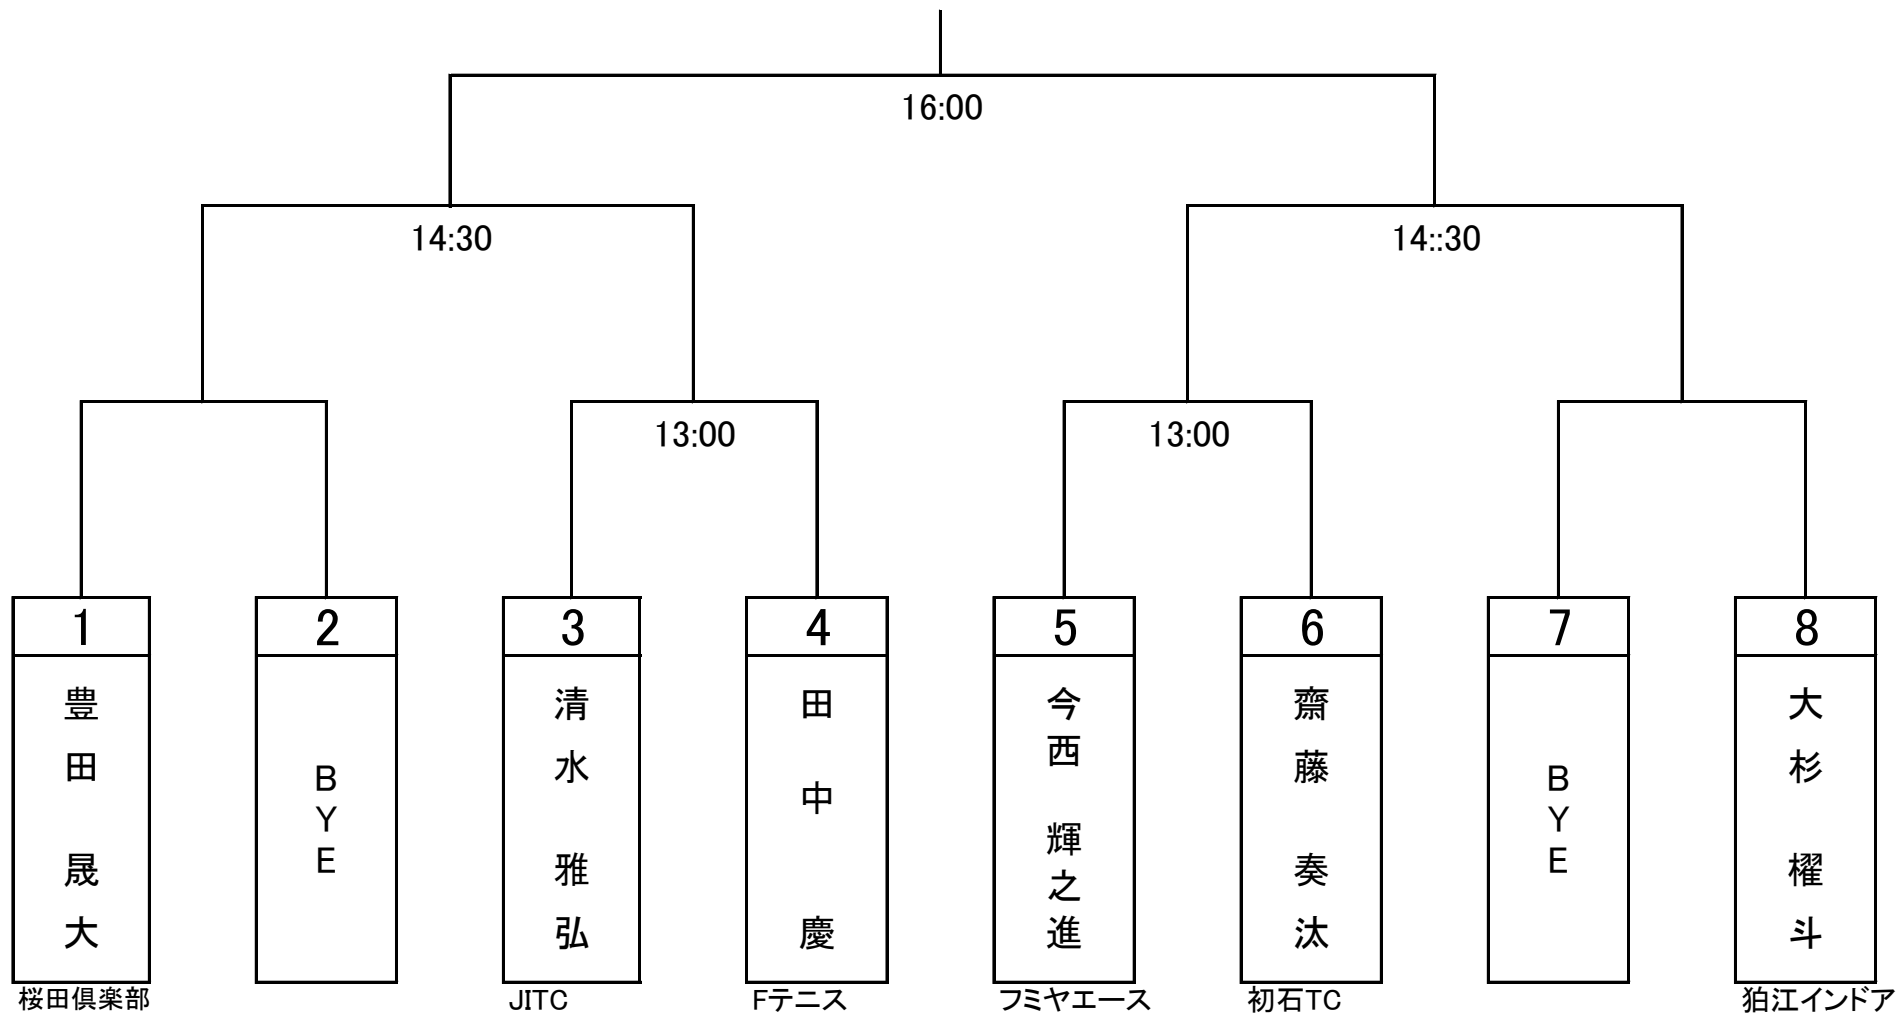 16:00
14:30
14::30
13:00
13:00
1
2
3
4
5
6
7
8
豊田 晟大
BYE
清水 雅弘
田中 慶
今西 輝之進
齋藤 奏汰
BYE
大杉 櫂斗
桜田倶楽部
JITC
Fテニス
フミヤエース
初石TC
狛江インドア